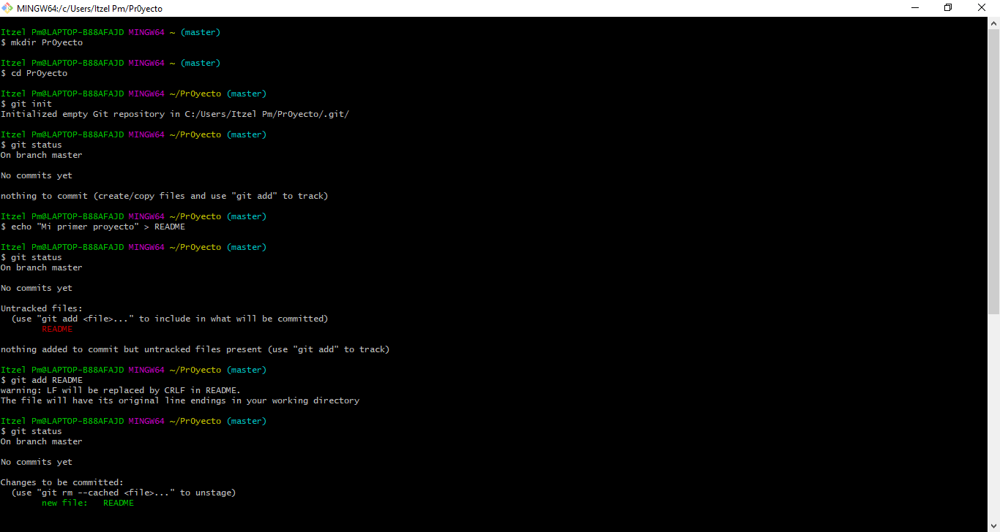 MINGW64:/c/Users/Itzel Pm/Pr0yecto
Itzel Pm@LAPTOP-B88AFAJD MINGW64 ~ (master)
$ mkdir Pr0yecto
Itzel Pm@LAPTOP-B88AFAJD MINGW64 ~ (master)
$ cd Pr0yecto
Itzel Pm@LAPTOP-B88AFAJD MINGW64 ~/Pr0yecto (master)
$ git init
Initialized empty Git repository in C:/Users/Itzel Pm/Pr0yecto/.git/
Itzel Pm@LAPTOP-B88AFAJD MINGW64 ~/Pr0yecto (master)
$ git status
On branch master
No commits yet
nothing to commit (create/copy files and use "git add" to track)
Itzel Pm@LAPTOP-B88AFAJD MINGW64 ~/Pr0yecto (master)
$ echo "Mi primer proyecto" > README
Itzel Pm@LAPTOP-B88AFAJD MINGW64 ~/Pr0yecto (master)
$ git status
On branch master
No commits yet
Untracked files:
(use "git add <file>..." to include in what will be committed)
README
nothing added to commit but untracked files present (use "git add" to track)
Itzel Pm@LAPTOP-B88AFAJD MINGW64 ~/Pr0yecto (master)
$ git add README
warning: LF will be replaced by CRLF in README.
The file will have its original line endings in your working directory
Itzel Pm@LAPTOP-B88AFAJD MINGW64 ~/Pr0yecto (master)
$ git status
On branch master
No commits yet
Changes to be committed:
(use "git rm --cached <file>..." to unstage)
new file: README